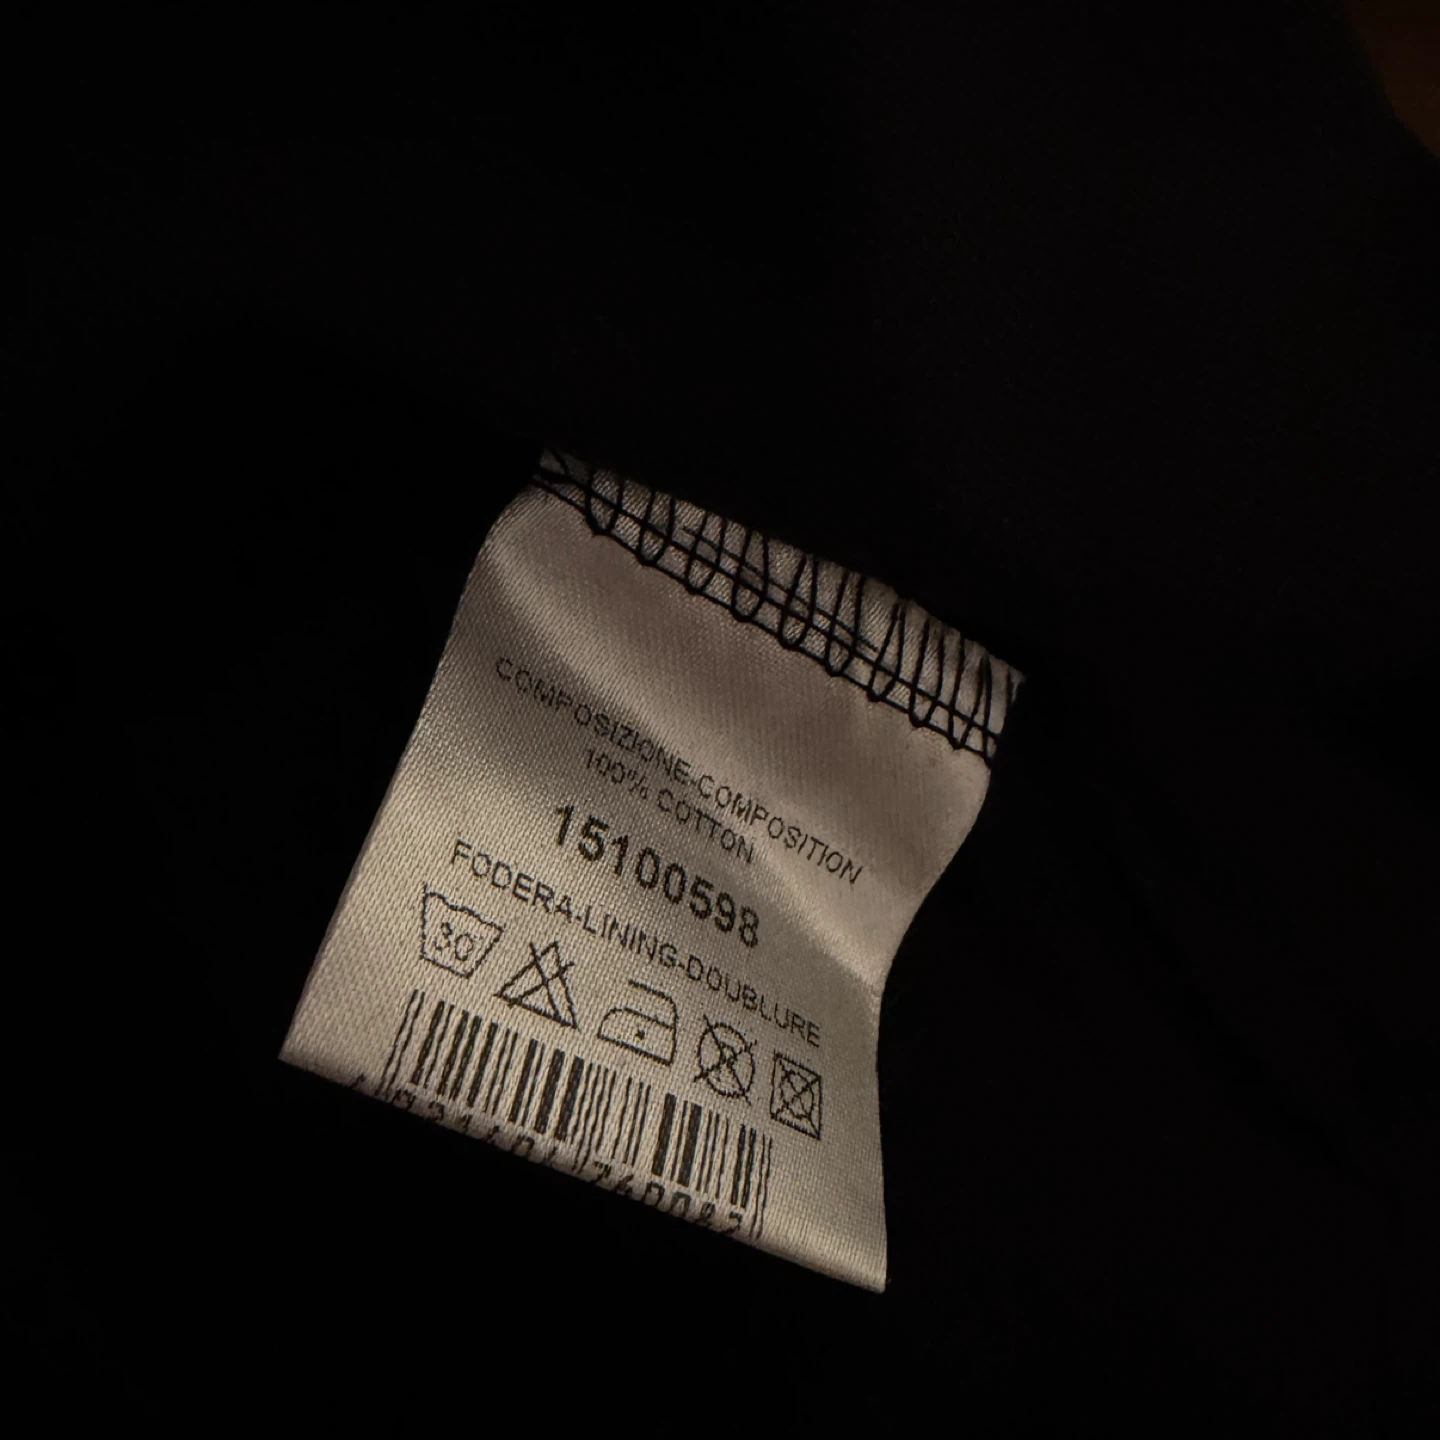 COMPOSIZIONE-COMPOSITION
100% COTTON
15100598
FODERA-LINING-DOUBLURE
30